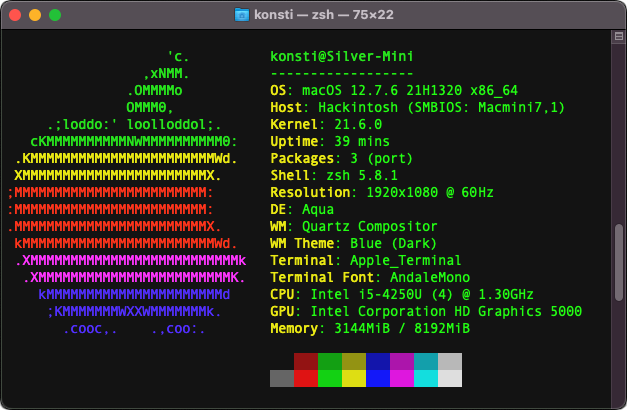 konsti — zsh — 75×22
'c.
,xNMM.
.OMMMMo
OMMM0,
.;loddo:' loolloddol;.
cKMMMMMMMMMMNWMMMMMMMMMM0:
.KMMMMMMMMMMMMMMMMMMMMMMMWd.
XMMMMMMMMMMMMMMMMMMMMMMMX.
;MMMMMMMMMMMMMMMMMMMMMMMM:
:MMMMMMMMMMMMMMMMMMMMMMMM:
.MMMMMMMMMMMMMMMMMMMMMMMMX.
kMMMMMMMMMMMMMMMMMMMMMMMMWd.
.XMMMMMMMMMMMMMMMMMMMMMMMMMMk
.XMMMMMMMMMMMMMMMMMMMMMMMMK.
kMMMMMMMMMMMMMMMMMMMMMMd
;KMMMMMMMWXXWMMMMMMMk.
.cooc,.    .,coo:.
konsti@Silver-Mini
------------------
OS: macOS 12.7.6 21H1320 x86_64
Host: Hackintosh (SMBIOS: Macmini7,1)
Kernel: 21.6.0
Uptime: 39 mins
Packages: 3 (port)
Shell: zsh 5.8.1
Resolution: 1920x1080 @ 60Hz
DE: Aqua
WM: Quartz Compositor
WM Theme: Blue (Dark)
Terminal: Apple_Terminal
Terminal Font: AndaleMono
CPU: Intel i5-4250U (4) @ 1.30GHz
GPU: Intel Corporation HD Graphics 5000
Memory: 3144MiB / 8192MiB